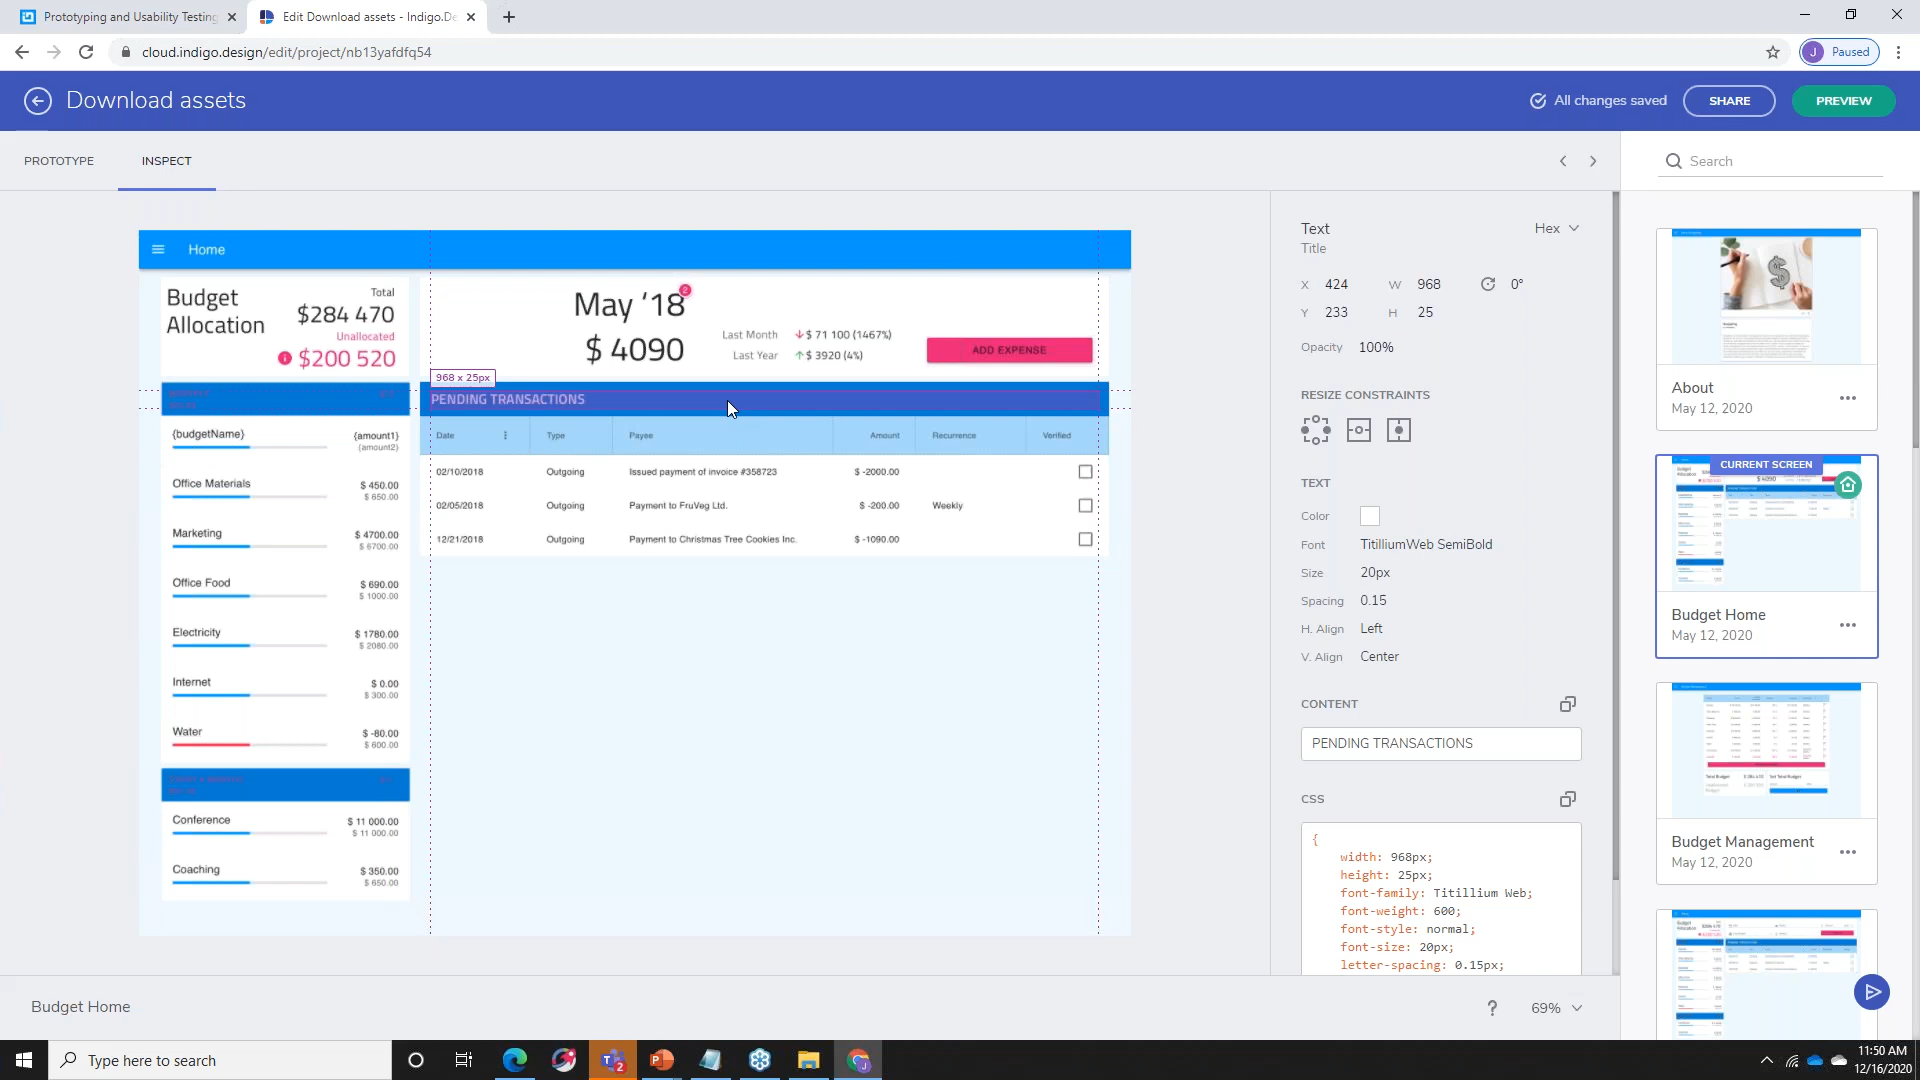 Prototyping and Usability Testing
Edit Download assets - Indigo.De
cloud.indigo.design/edit/project/nb13yafdfq54
J Paused
Download assets
All changes saved
SHARE
PREVIEW
PROTOTYPE
INSPECT
Search
Home
Budget
Allocation
Total
$284 470
Unallocated
$200 520
May '18
2
$ 4090
Last Month
$ 71 100 (1467%)
Last Year
$ 3920 (4%)
ADD EXPENSE
968 x 25px
PENDING TRANSACTIONS
Date
Type
Payee
Amount
Recurrence
Verified
02/10/2018
Outgoing
Issued payment of invoice #358723
$ -2000.00
02/05/2018
Outgoing
Payment to FruVeg Ltd.
$ -200.00
Weekly
12/21/2018
Outgoing
Payment to Christmas Tree Cookies Inc.
$ -1090.00
{budgetName}
{amount1}
{amount2}
Office Materials
$ 450.00
$ 650.00
Marketing
$ 4700.00
$ 6700.00
Office Food
$ 690.00
$ 1000.00
Electricity
$ 1780.00
$ 2080.00
Internet
$ 0.00
$ 300.00
Water
$ -80.00
$ 600.00
Conference
$ 11 000.00
$ 11 000.00
Coaching
$ 350.00
$ 650.00
Text
Hex
Title
X 424
W 968
0°
Y 233
H 25
Opacity 100%
RESIZE CONSTRAINTS
TEXT
Color
Font TitilliumWeb SemiBold
Size 20px
Spacing 0.15
H. Align Left
V. Align Center
CONTENT
PENDING TRANSACTIONS
CSS
{
width: 968px;
height: 25px;
font-family: Titillium Web;
font-weight: 600;
font-style: normal;
font-size: 20px;
letter-spacing: 0.15px;
About
May 12, 2020
CURRENT SCREEN
Budget Home
May 12, 2020
Budget Management
May 12, 2020
Budget Home
?
69%
Type here to search
11:50 AM
12/16/2020